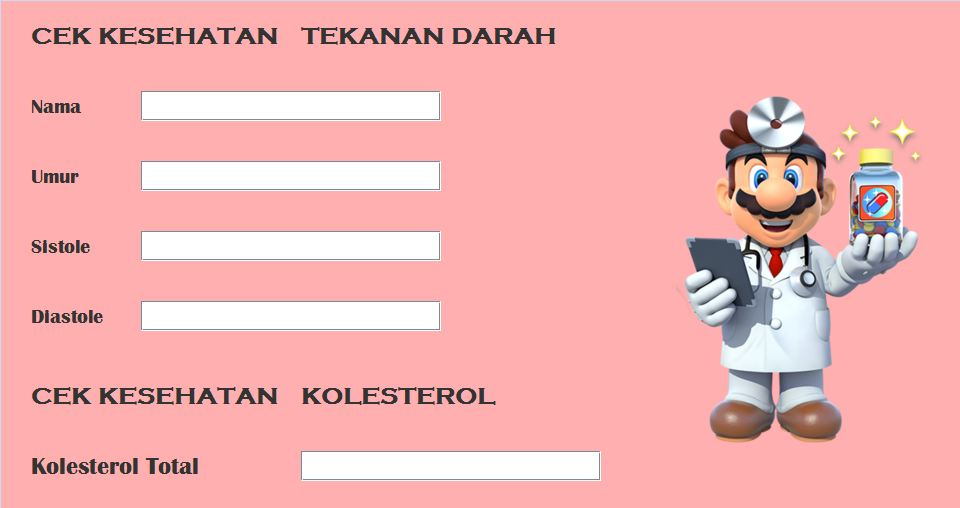 CEK KESEHATAN TEKANAN DARAH
Nama
Umur
Sistole
Diastole
CEK KESEHATAN KOLESTEROL
Kolesterol Total